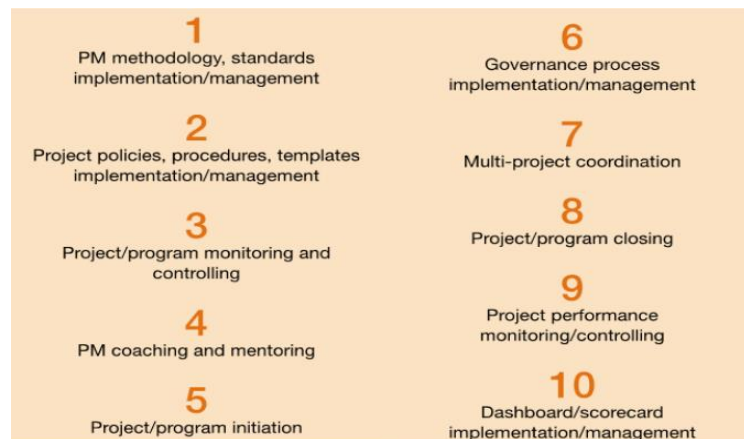 1
PM methodology, standards
implementation/management
2
Project policies, procedures, templates
implementation/management
3
Project/program monitoring and
controlling
4
PM coaching and mentoring
5
Project/program initiation
6
Governance process
implementation/management
7
Multi-project coordination
8
Project/program closing
9
Project performance
monitoring/controlling
10
Dashboard/scorecard
implementation/management